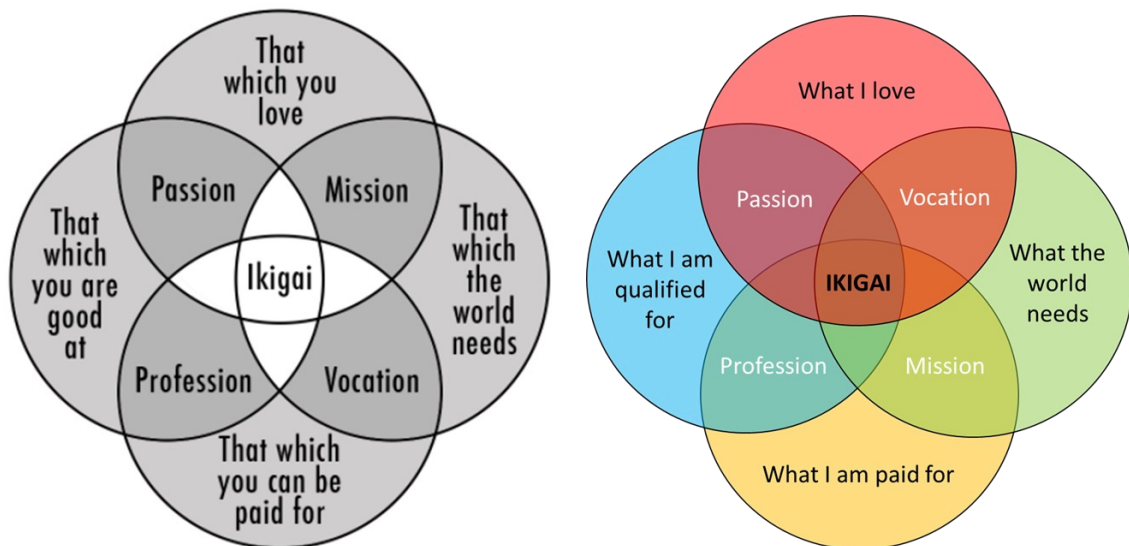 That
which you
love
Passion
Mission
That
which
you are
good
at
Ikigai
That
which
the
world
needs
Profession
Vocation
That which
you can be
paid for
What I love
Passion
Vocation
What I am
qualified
for
IKIGAI
What the
world
needs
Profession
Mission
What I am paid for